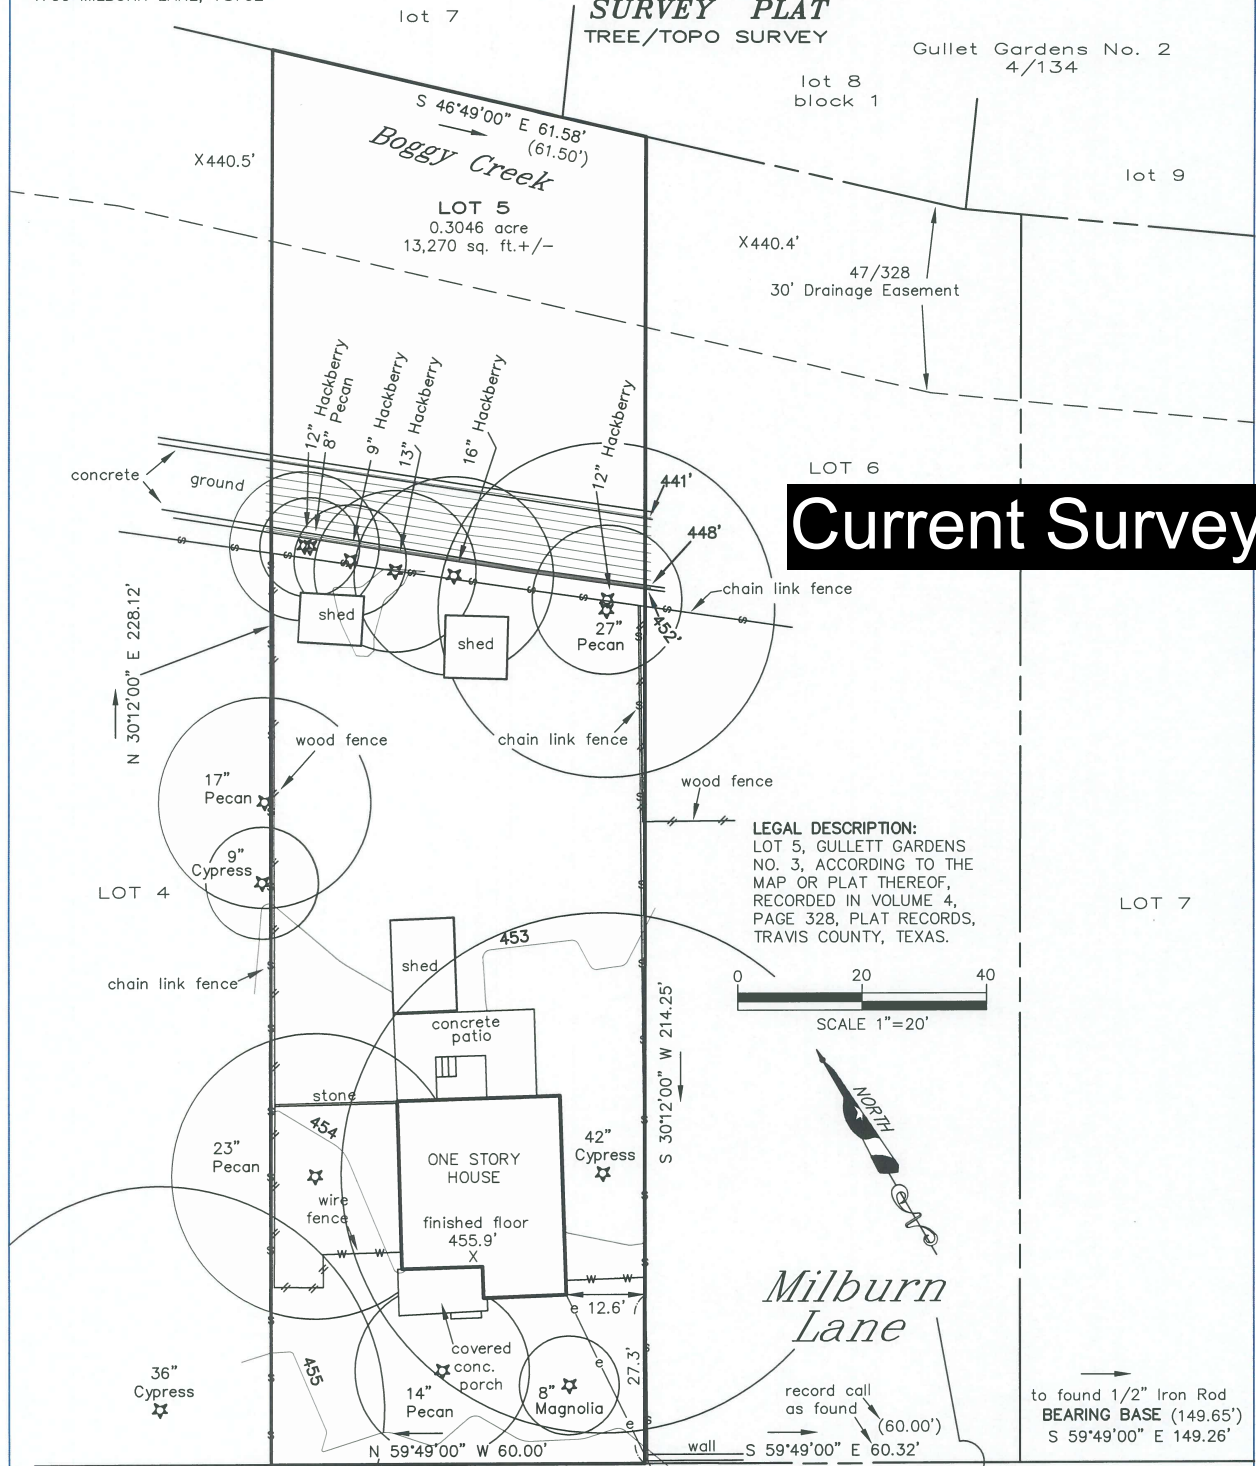 lot 7
SURVEY PLAT
TREE/TOPO SURVEY
Gullet Gardens No. 2
4/134
lot 8
block 1
S 46°49'00" E 61.58'
(61.50')
Boggy Creek
X440.5'
lot 9
LOT 5
0.3046 acre
13,270 sq. ft.+/-
X440.4'
47/328
30' Drainage Easement
12" Hackberry
8" Pecan
9" Hackberry
13" Hackberry
16" Hackberry
12" Hackberry
concrete
ground
441'
LOT 6
Current Survey
448'
chain link fence
452'
shed
shed
27"
Pecan
N 30°12'00" E 228.12'
wood fence
chain link fence
17"
Pecan
wood fence
9"
Cypress
LOT 4
LEGAL DESCRIPTION:
LOT 5, GULLETT GARDENS
NO. 3, ACCORDING TO THE
MAP OR PLAT THEREOF,
RECORDED IN VOLUME 4,
PAGE 328, PLAT RECORDS,
TRAVIS COUNTY, TEXAS.
LOT 7
453
shed
chain link fence
0 20 40
SCALE 1"=20'
concrete
patio
S 30°12'00" W 214.25'
stone
454
NORTH
23"
Pecan
ONE STORY
HOUSE
42"
Cypress
wire
fence
finished floor
455.9'
X
W W
W W
e 12.6'
Milburn
Lane
27.3'
covered
conc.
porch
455
36"
Cypress
14"
Pecan
8"
Magnolia
e
e
record call
as found
(60.00')
to found 1/2" Iron Rod
BEARING BASE (149.65')
S 59°49'00" E 149.26'
N 59°49'00" W 60.00'
wall
S 59°49'00" E 60.32'